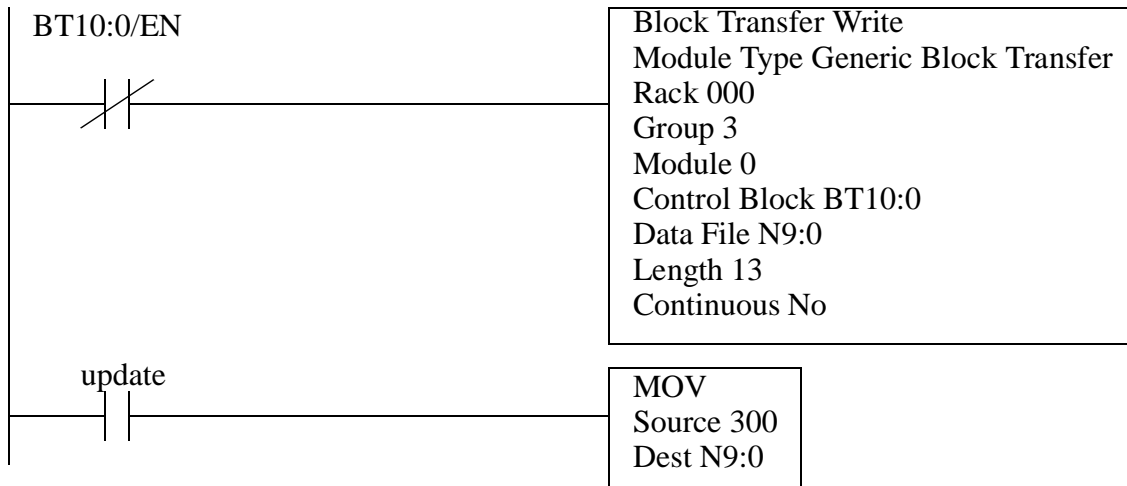 BT10:0/EN
Block Transfer Write
Module Type Generic Block Transfer
Rack 000
Group 3
Module 0
Control Block BT10:0
Data File N9:0
Length 13
Continuous No
update
MOV
Source 300
Dest N9:0